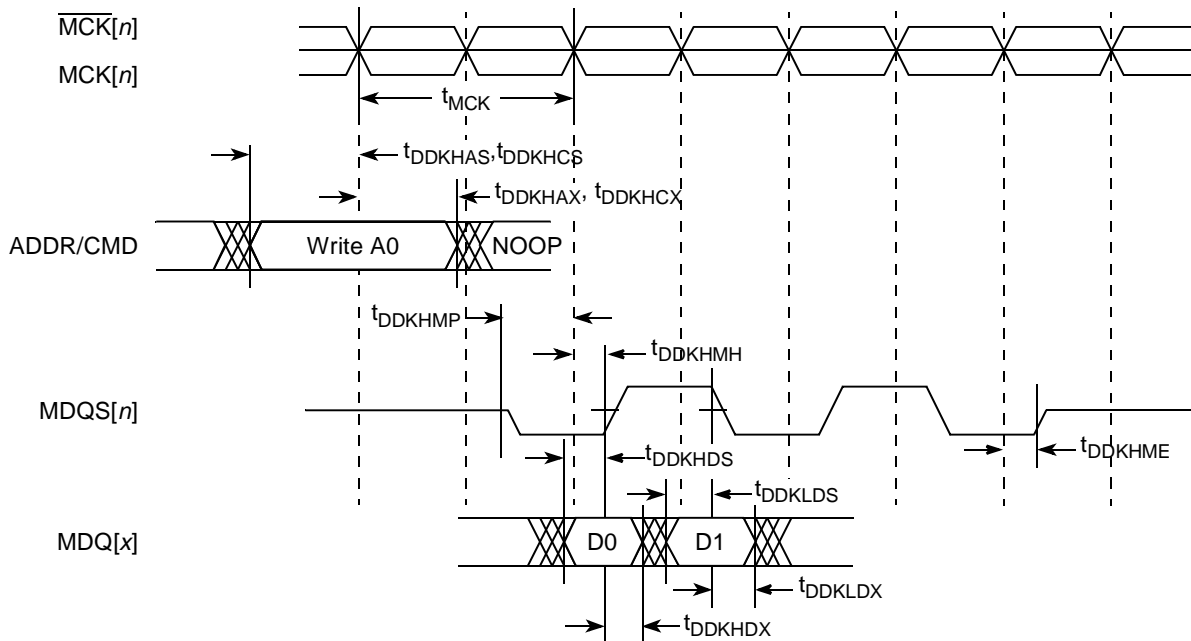 MCK[n]
MCK[n]
tMCK
tDDKHAS,tDDKHCS
tDDKHAX, tDDKHCX
ADDR/CMD
Write A0
NOOP
tDDKHMP
tDDKHMH
MDQS[n]
tDDKHDS
tDDKHME
tDDKLDS
MDQ[x]
D0
D1
tDDKLDX
tDDKHDX